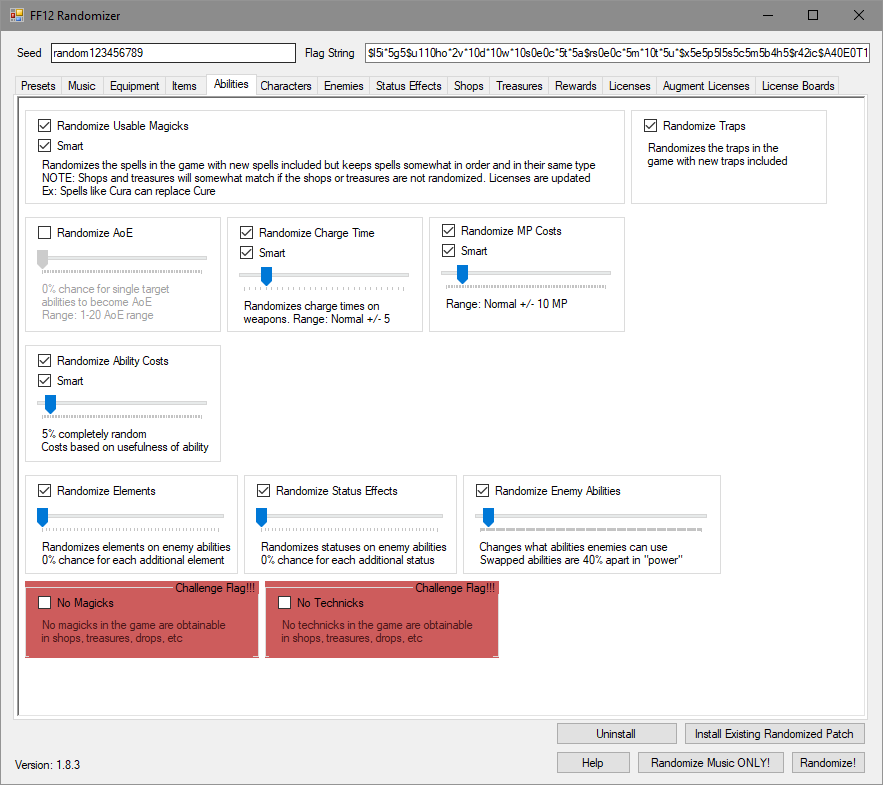 FF12 Randomizer
Seed random123456789 Flag String $l5i*5g5$u110ho*2v*10d*10w*10s0e0c*5t*5a$rs0e0c*5m*10t*5u*$x5e5p5l5s5c5m5b4h5$r42ic$A40E0T1
Presets Music Equipment Items Abilities Characters Enemies Status Effects Shops Treasures Rewards Licenses Augment Licenses License Boards
Randomize Usable Magicks
Smart
Randomizes the spells in the game with new spells included but keeps spells somewhat in order and in their same type
NOTE: Shops and treasures will somewhat match if the shops or treasures are not randomized. Licenses are updated
Ex: Spells like Cura can replace Cure
Randomize Traps
Randomizes the traps in the
game with new traps included
Randomize AoE
0% chance for single target
abilities to become AoE
Range: 1-20 AoE range
Randomize Charge Time
Smart
Randomizes charge times on
weapons. Range: Normal +/- 5
Randomize MP Costs
Smart
Range: Normal +/- 10 MP
Randomize Ability Costs
Smart
5% completely random
Costs based on usefulness of ability
Randomize Elements
Randomizes elements on enemy abilities
0% chance for each additional element
Randomize Status Effects
Randomizes statuses on enemy abilities
0% chance for each additional status
Randomize Enemy Abilities
Changes what abilities enemies can use
Swapped abilities are 40% apart in "power"
Challenge Flag!!!
No Magicks
No magicks in the game are obtainable
in shops, treasures, drops, etc
Challenge Flag!!!
No Technicks
No technicks in the game are obtainable
in shops, treasures, drops, etc
Uninstall Install Existing Randomized Patch
Version: 1.8.3 Help Randomize Music ONLY! Randomize!